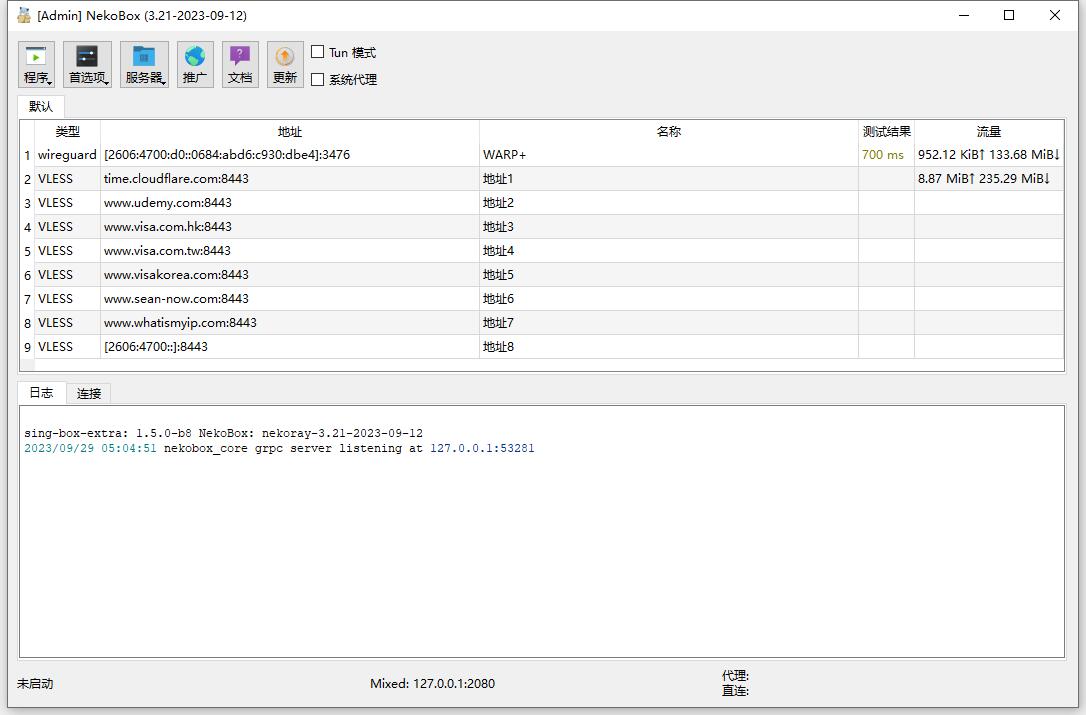 [Admin] NekoBox (3.21-2023-09-12)
程序 首选项 服务器 推广 文档 更新 Tun 模式
系统代理
默认
类型 地址 名称 测试结果 流量
1 wireguard [2606:4700:d0::0684:abd6:c930:dbe4]:3476 WARP+ 700 ms 952.12 KiB↑ 133.68 MiB↓
2 VLESS time.cloudflare.com:8443 地址1 8.87 MiB↑ 235.29 MiB↓
3 VLESS www.udemy.com:8443 地址2
4 VLESS www.visa.com.hk:8443 地址3
5 VLESS www.visa.com.tw:8443 地址4
6 VLESS www.visakorea.com:8443 地址5
7 VLESS www.sean-now.com:8443 地址6
8 VLESS www.whatismyip.com:8443 地址7
9 VLESS [2606:4700::]:8443 地址8
日志 连接
sing-box-extra: 1.5.0-b8 NekoBox: nekoray-3.21-2023-09-12
2023/09/29 05:04:51 nekobox_core grpc server listening at 127.0.0.1:53281
未启动 Mixed: 127.0.0.1:2080 代理:
直连: